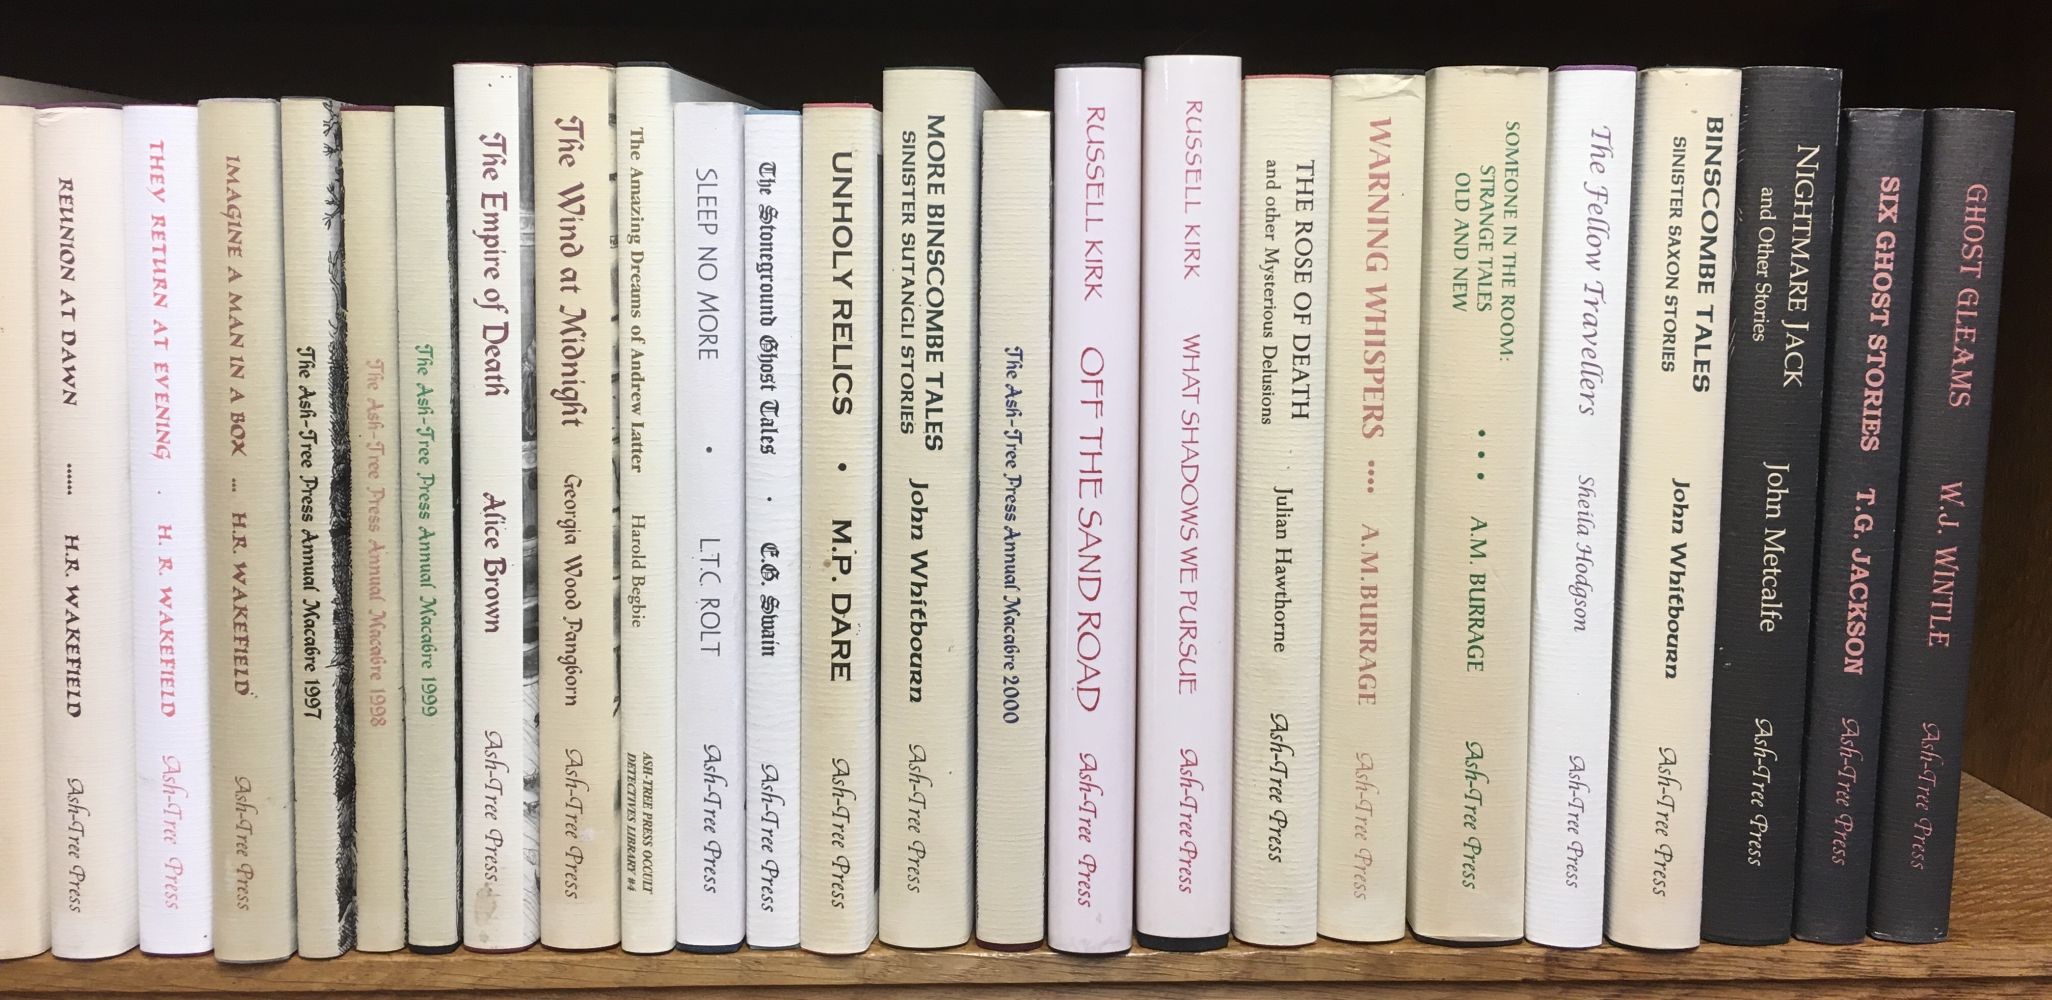 REUNION AT DAWN ...... H.R. WAKEFIELD Ash-Tree Press
THEY RETURN AT EVENING . H. R. WAKEFIELD Ash-Tree Press
IMAGINE A MAN IN A BOX ... H.R. WAKEFIELD Ash-Tree Press
The Ash-Tree Press Annual Macabre 1997
The Ash-Tree Press Annual Macabre 1998
The Ash-Tree Press Annual Macabre 1999
The Empire of Death Alice Brown Ash-Tree Press
The Wind at Midnight Georgia Wood Pangborn Ash-Tree Press
The Amazing Dreams of Andrew Latter Harold Begbie
ASH-TREE PRESS OCCULT
DETECTIVES LIBRARY #4
SLEEP NO MORE • L.T.C. ROLT Ash-Tree Press
The Stoneground Ghost Tales • E.G. Swain Ash-Tree Press
UNHOLY RELICS • M.P. DARE Ash-Tree Press
MORE BINSCOMBE TALES
SINISTER SUTANGLI STORIES
John Whitbourn Ash-Tree Press
The Ash-Tree Press Annual Macabre 2000
RUSSELL KIRK OFF THE SAND ROAD Ash-Tree Press
RUSSELL KIRK WHAT SHADOWS WE PURSUE Ash-Tree Press
THE ROSE OF DEATH
and other Mysterious Delusions
. . Julian Hawthorne Ash-Tree Press
WARNING WHISPERS .... A.M.BURRAGE Ash-Tree Press
SOMEONE IN THE ROOM:
STRANGE TALES
OLD AND NEW
• • • A.M. BURRAGE Ash-Tree Press
The Fellow Travellers Sheila Hodgson Ash-Tree Press
BINSCOMBE TALES
SINISTER SAXON STORIES
John Whitbourn Ash-Tree Press
NIGHTMARE JACK
and Other Stories
John Metcalfe Ash-Tree Press
SIX GHOST STORIES T.G. JACKSON Ash-Tree Press
GHOST GLEAMS W.J. WINTLE Ash-Tree Press